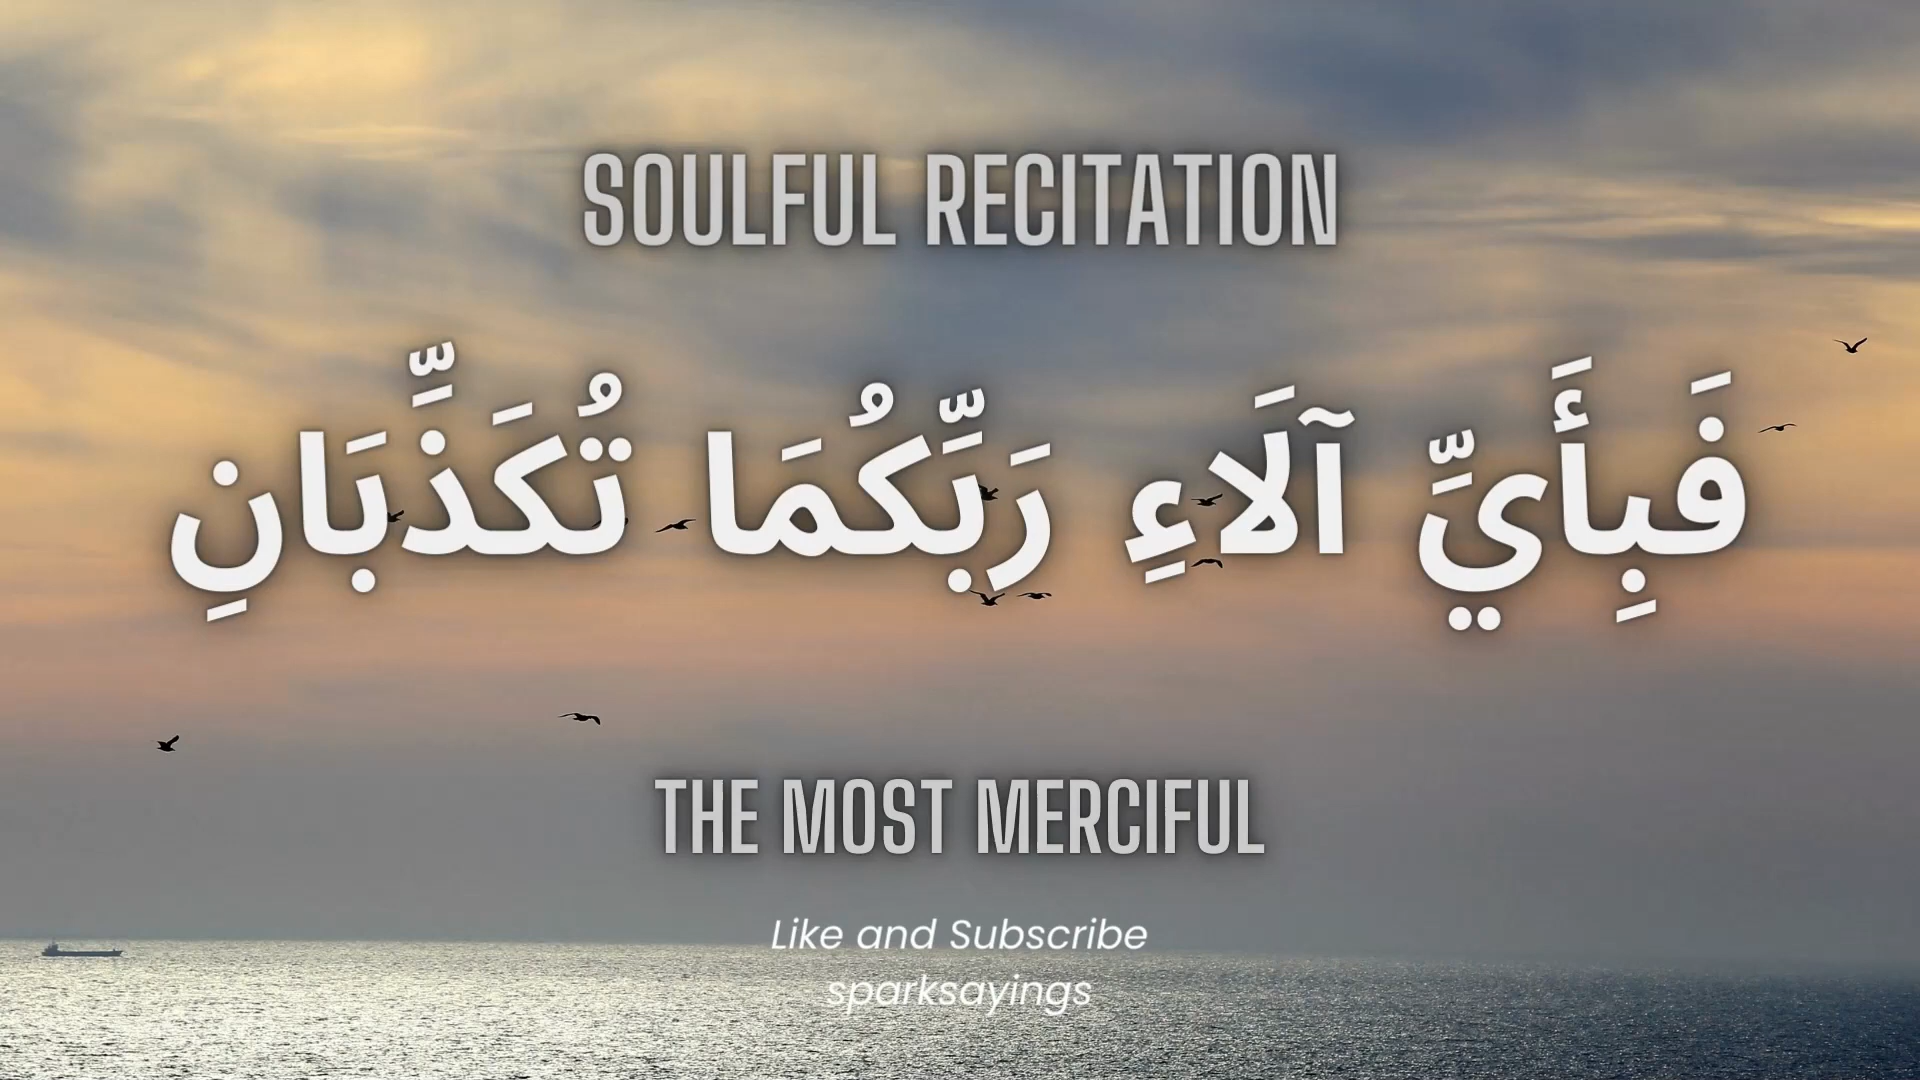 SOULFUL RECITATION
فَبِأَيِّ آلَاءِ رَبِّكُمَا تُكَذِّبَانِ
THE MOST MERCIFUL
Like and Subscribe
sparksayings